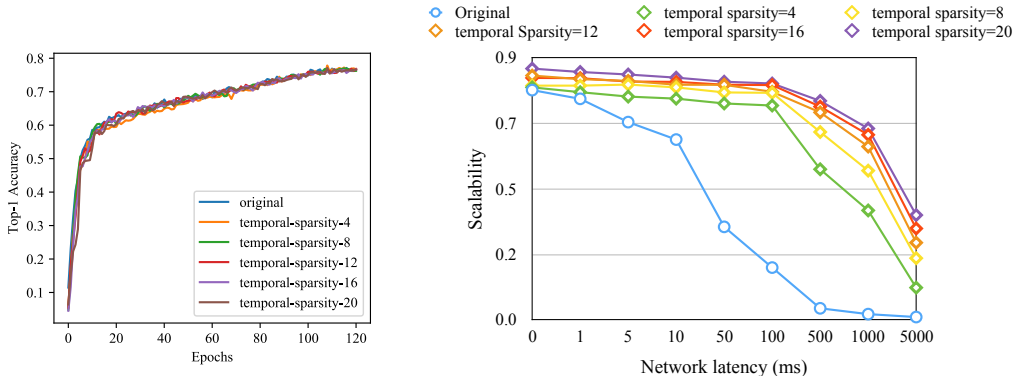 Original
temporal sparsity=4
temporal sparsity=8
temporal Sparsity=12
temporal sparsity=16
temporal sparsity=20
0.8
0.7
0.6
0.5
0.4
0.3
0.2
0.1
Top-1 Accuracy
original
temporal-sparsity-4
temporal-sparsity-8
temporal-sparsity-12
temporal-sparsity-16
temporal-sparsity-20
0 20 40 60 80 100 120
Epochs
0.9
0.7
0.5
0.2
0.0
Scalability
0 1 5 10 50 100 500 1000 5000
Network latency (ms)